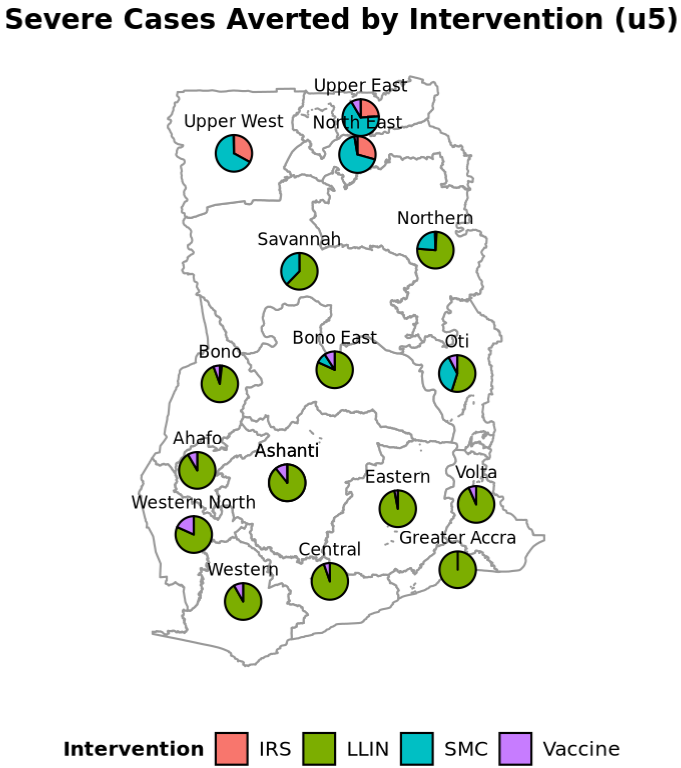 Severe Cases Averted by Intervention (u5)
Upper East
Upper West
North East
Northern
Savannah
Bono East
Oti
Bono
Ahafo
Ashanti
Eastern
Volta
Western North
Greater Accra
Central
Western
Intervention IRS LLIN SMC Vaccine